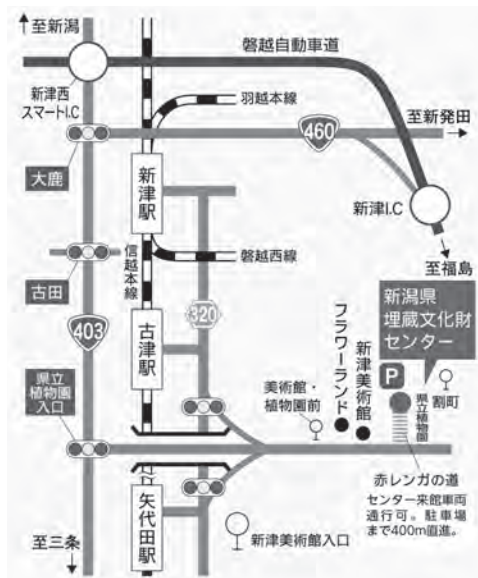 至新潟
磐越自動車道
新津西
スマートI.C
羽越本線
460
至新発田
大鹿
新津駅
新津I.C
信越本線
磐越西線
至福島
古田
新潟県
埋蔵文化財
センター
320
403
古津駅
フラワーランド
新津美術館
P
県立
植物園
入口
美術館・
植物園前
県立植物園
割町
赤レンガの道
センター来館車両
通行可。駐車場
まで400m直進。
矢代田駅
新津美術館入口
至三条